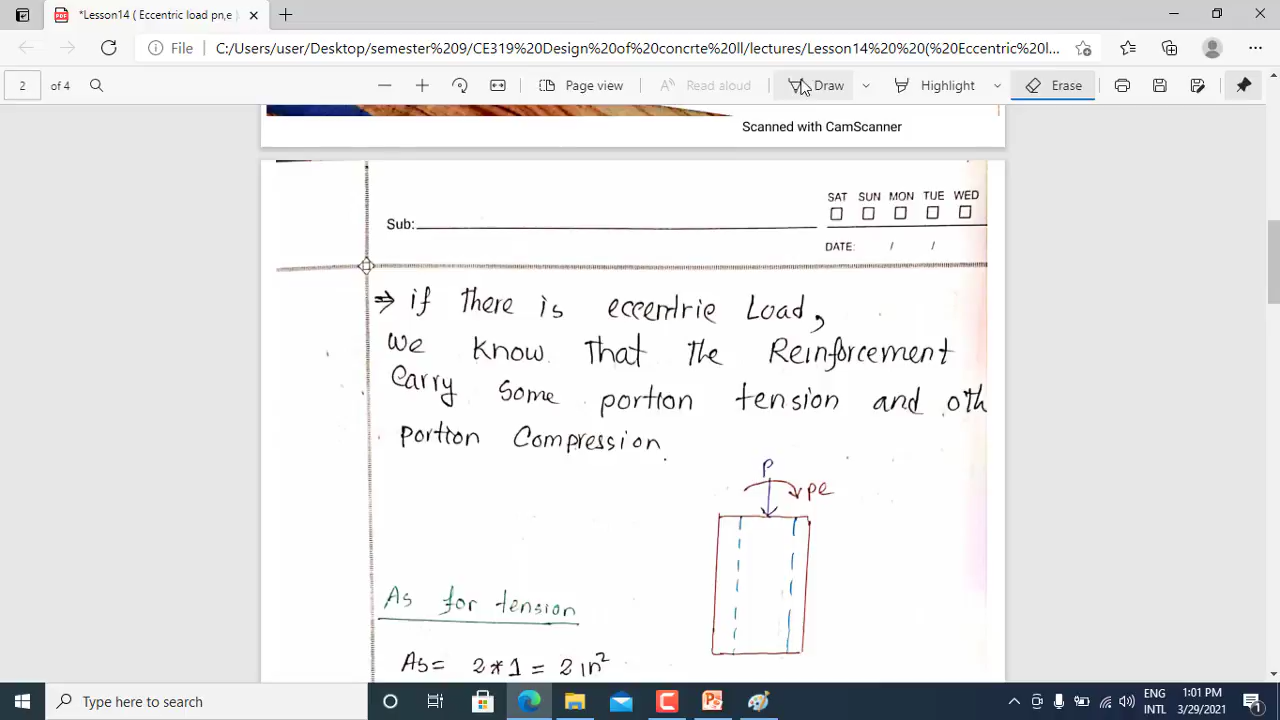 *Lesson14 ( Eccentric load png.p
File
C:/Users/user/Desktop/semester%209/CE319%20Design%20of%20concrte%20ll/lectures/Lesson14%20%20(%20Eccentric%20l...
2 of 4
Page view
Read aloud
Draw
Highlight
Erase
Scanned with CamScanner
SAT SUN MON TUE WED
Sub:
DATE: / /
⇒ if there is eccentric Load,
We know That the Reinforcement
Carry Some portion tension and oth
portion Compression.
P
Pe
As for tension
As= 2*1 = 2 in²
Type here to search
ENG
INTL
1:01 PM
3/29/2021
1